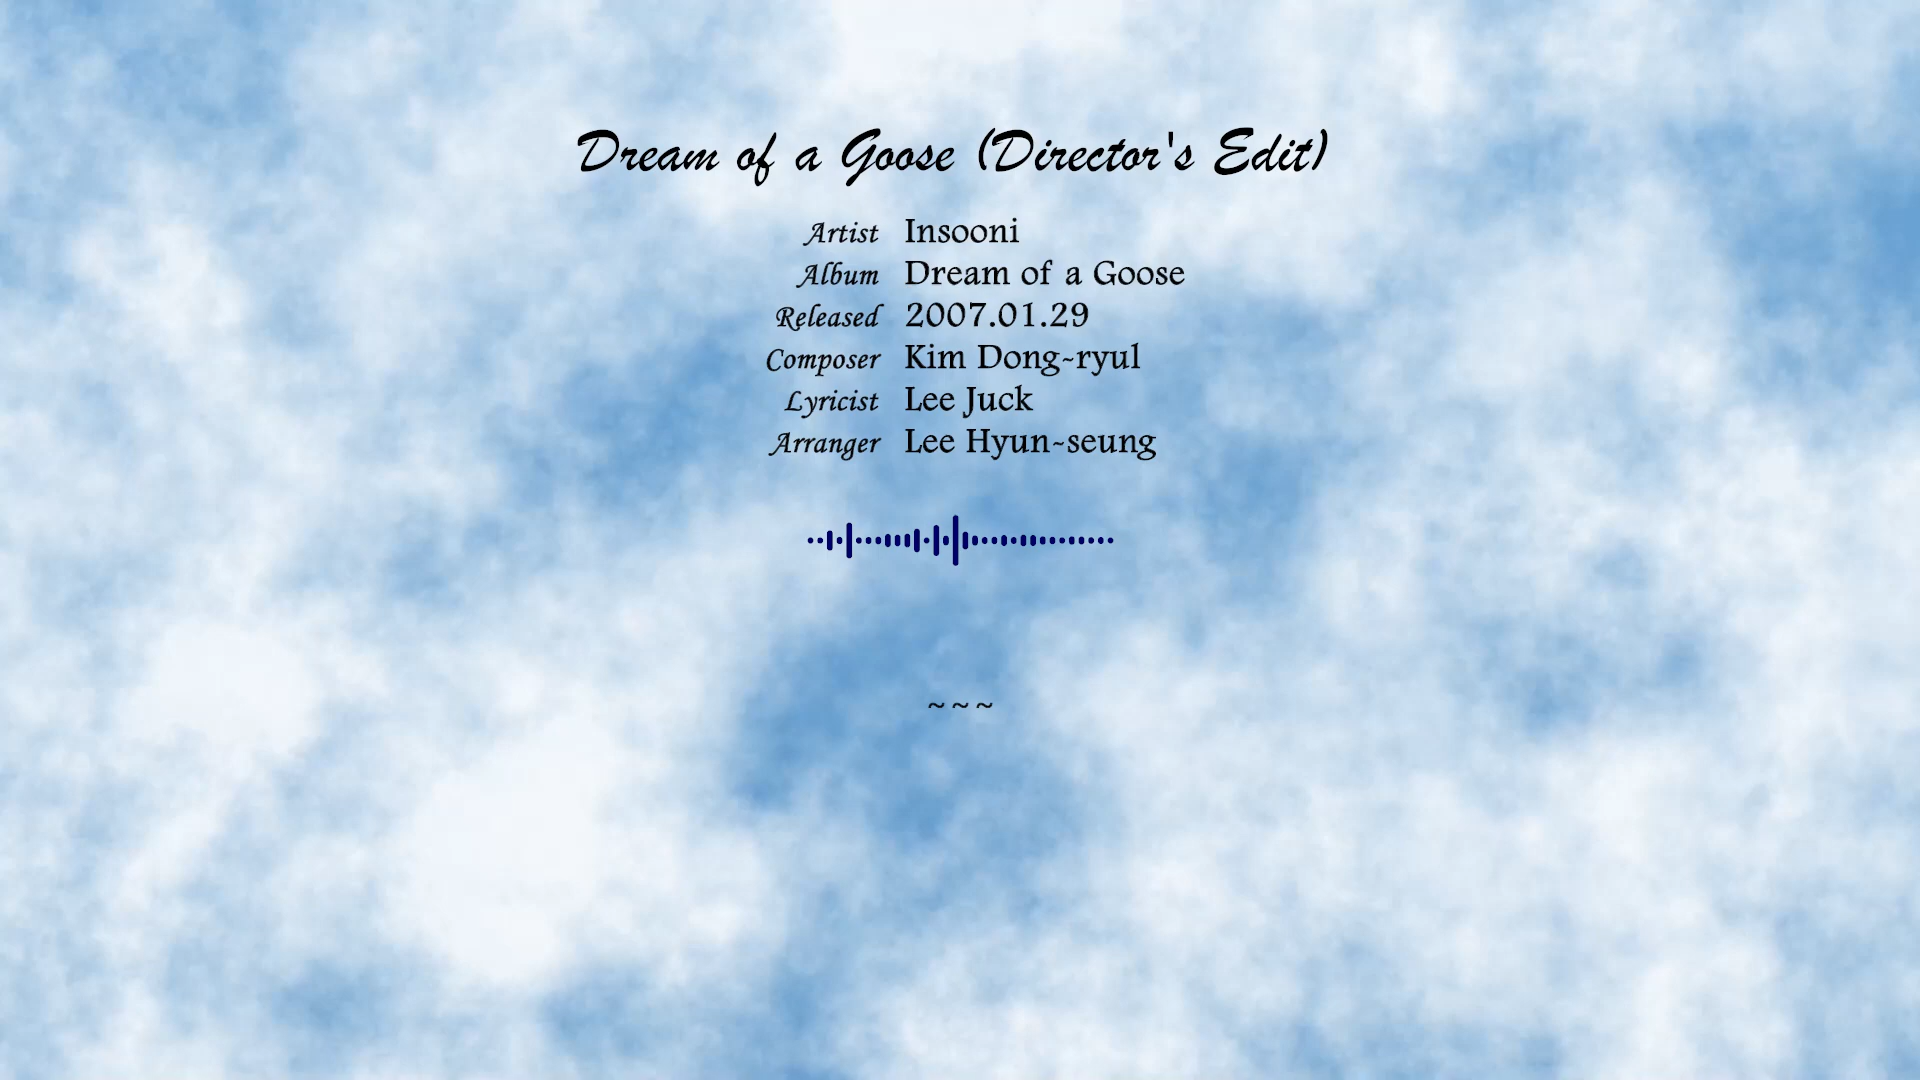 Dream of a Goose (Director's Edit)
Artist Insooni
Album Dream of a Goose
Released 2007.01.29
Composer Kim Dong~ryul
Lyricist Lee Juck
Arranger Lee Hyun~seung
~~~